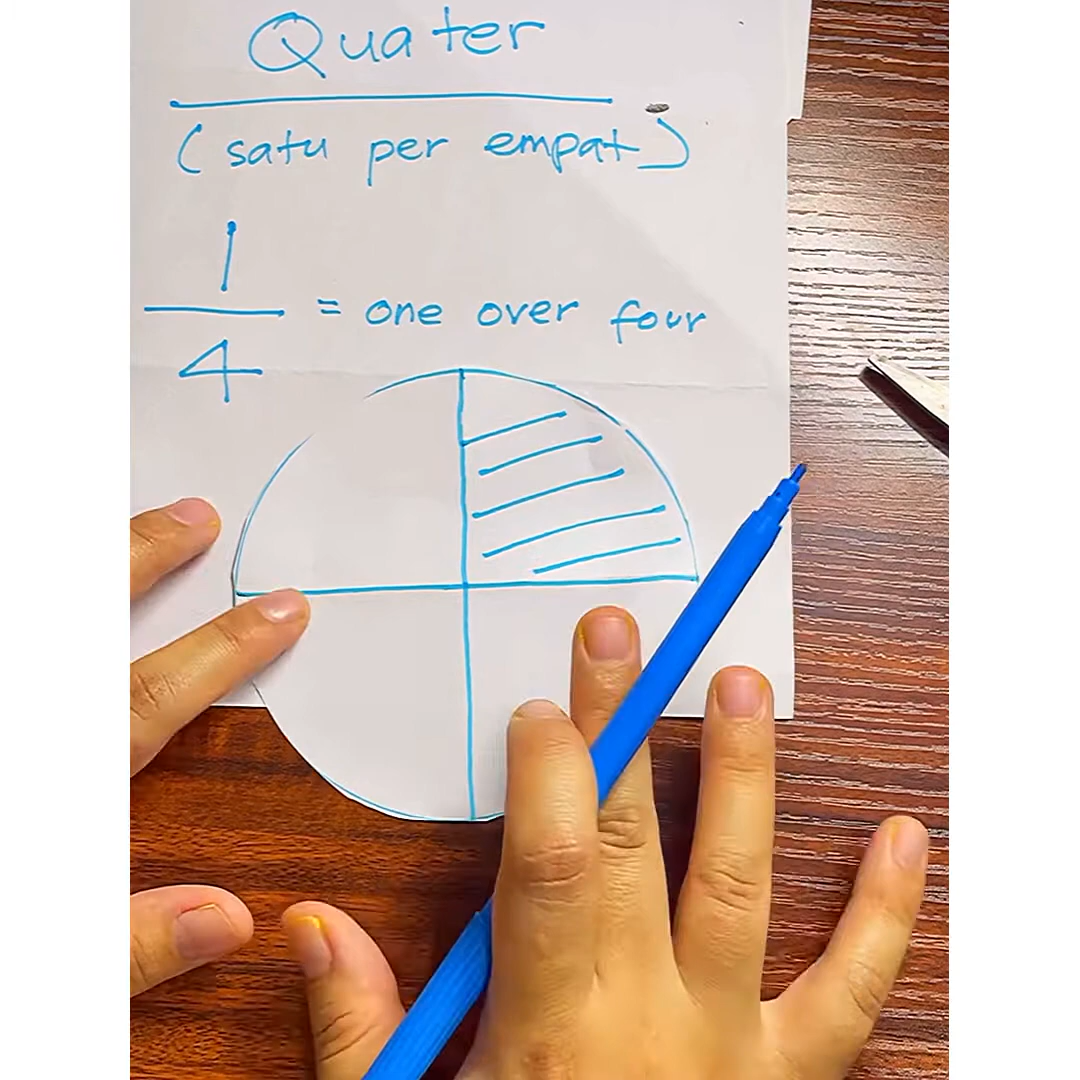 Quater
(satu per empat)
1
4
= one over four